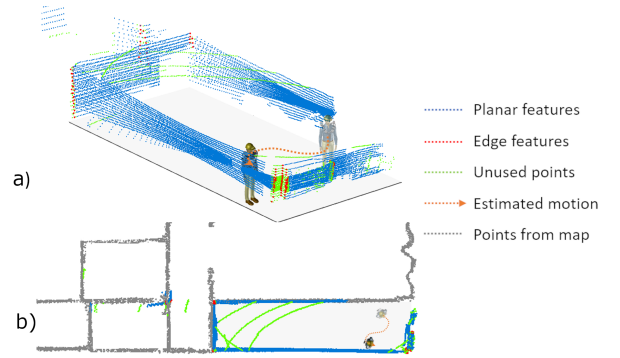 Planar features
Edge features
Unused points
Estimated motion
Points from map
a)
b)